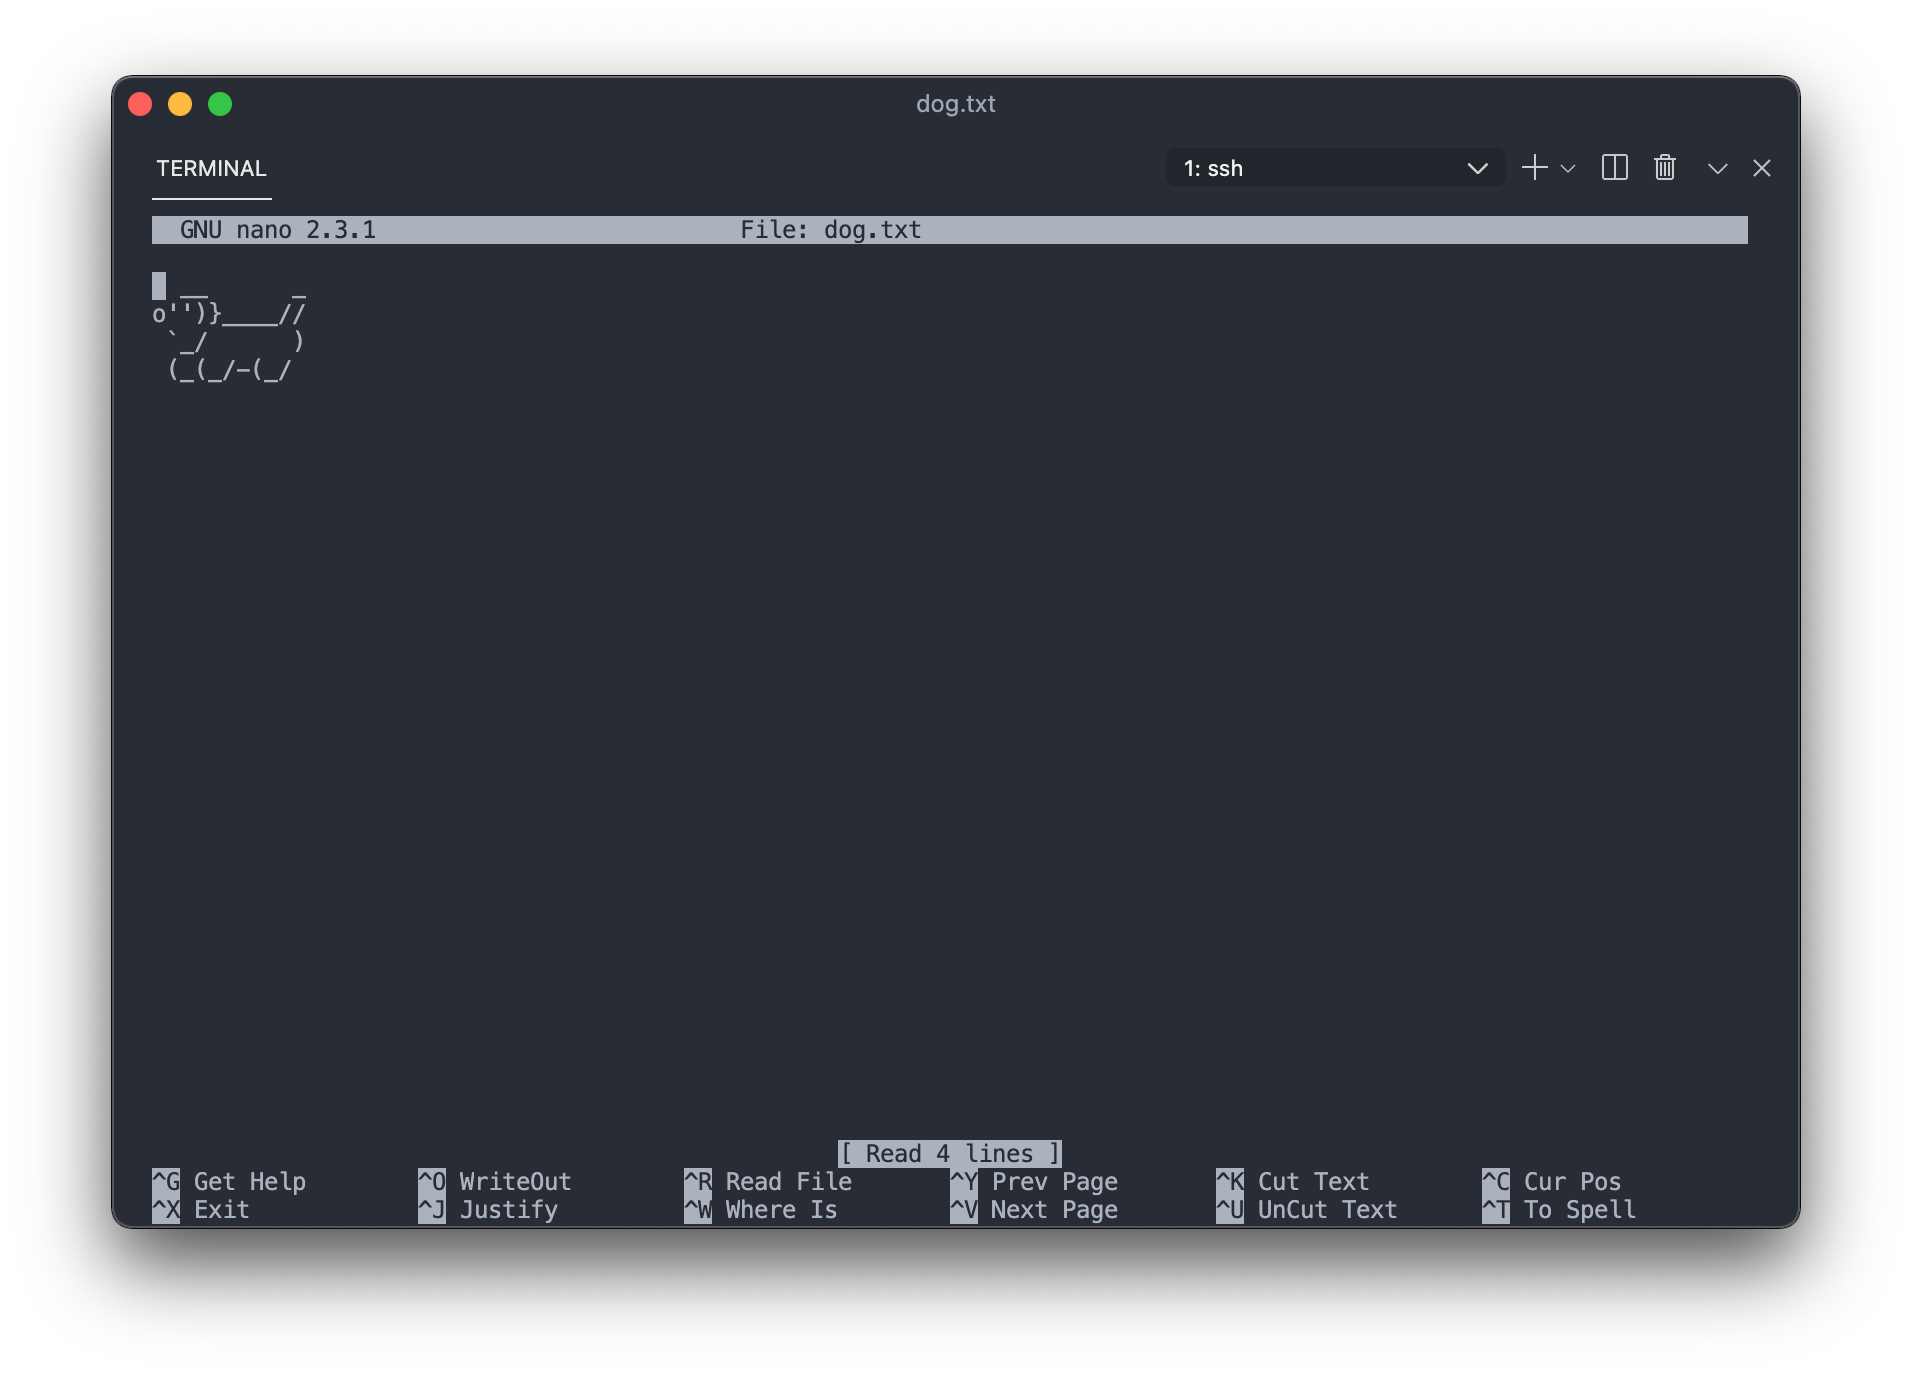 dog.txt
TERMINAL
1: ssh
GNU nano 2.3.1 File: dog.txt
  __      _
o'')}____//
 `_/      )
 (_(_/-(_/
[ Read 4 lines ]
^G Get Help ^O WriteOut ^R Read File ^Y Prev Page ^K Cut Text ^C Cur Pos
^X Exit ^J Justify ^W Where Is ^V Next Page ^U UnCut Text ^T To Spell